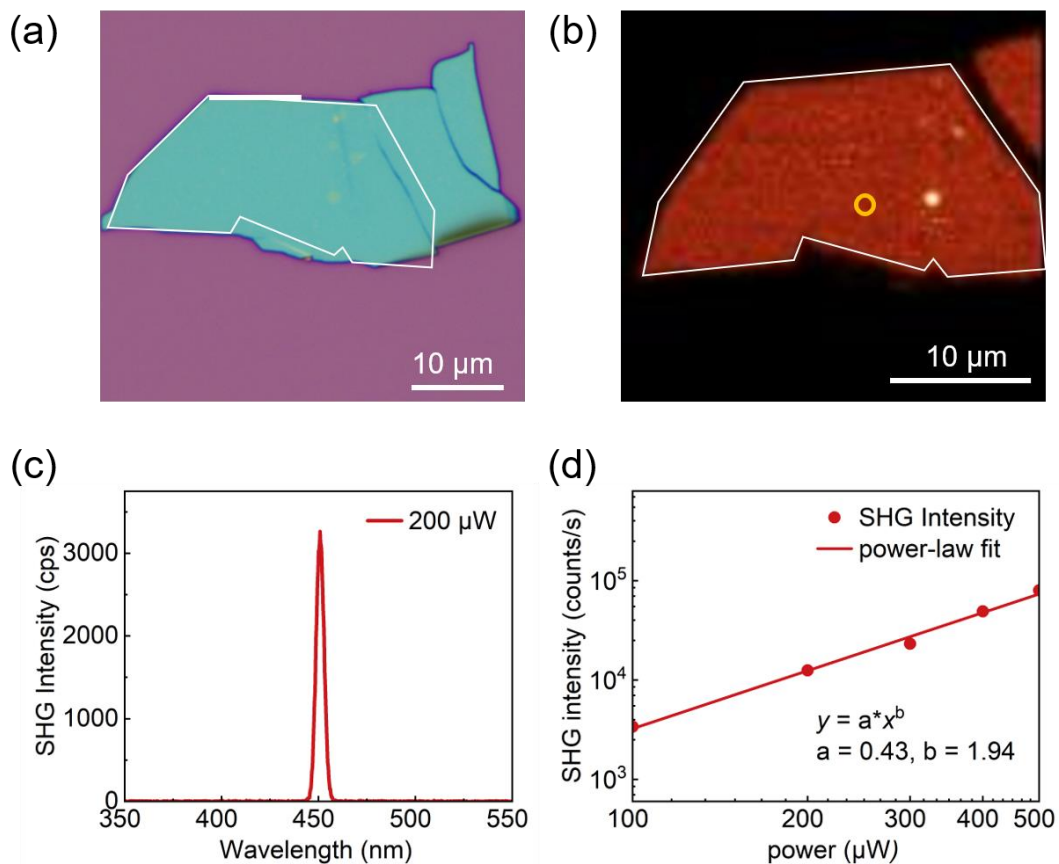 (a)
10 μm
(b)
10 μm
(c)
SHG Intensity (cps)
3000
2000
1000
0
350
400
450
500
550
Wavelength (nm)
200 μW
(d)
SHG intensity (counts/s)
10⁵
10⁴
10³
100
200
300
400
500
power (μW)
SHG Intensity
power-law fit
y = a*xᵇ
a = 0.43, b = 1.94